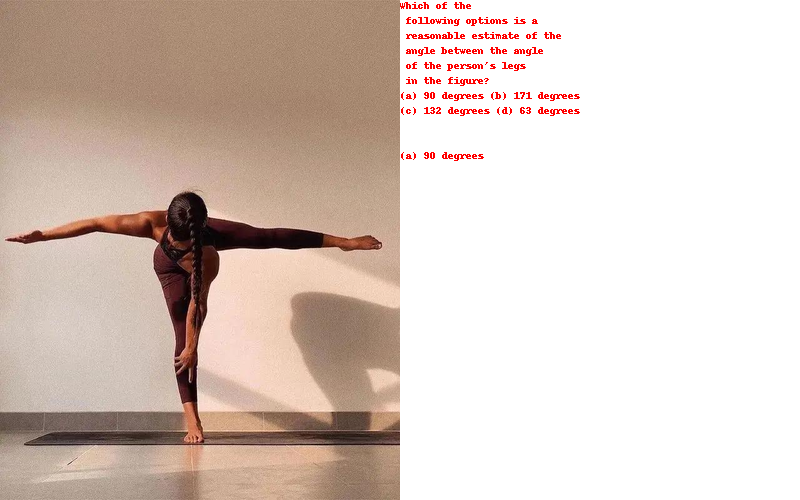 Which of the
following options is a
reasonable estimate of the
angle between the angle
of the person's legs
in the figure?
(a) 90 degrees (b) 171 degrees
(c) 132 degrees (d) 63 degrees
(a) 90 degrees